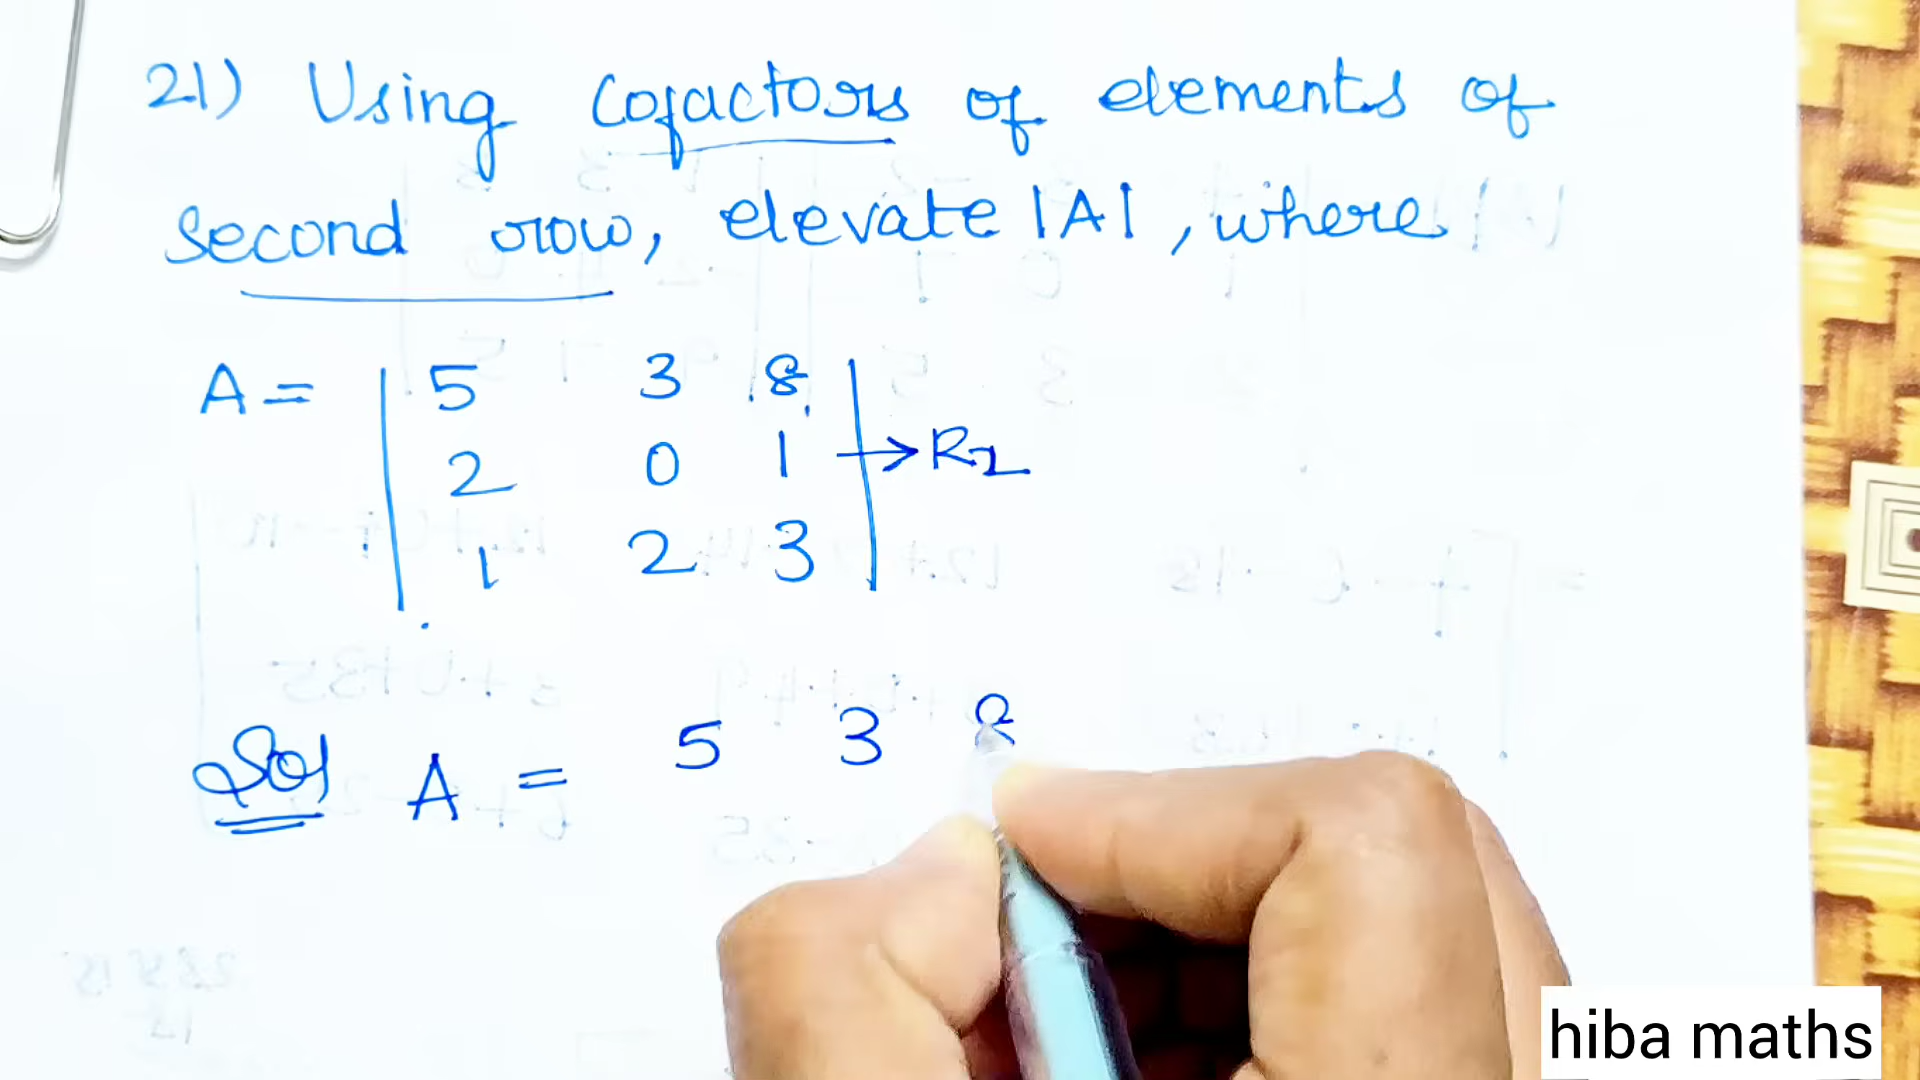 21) Using Cofactors of elements of
second row, elevate |A|, where
A = | 5 3 8 |
2 0 1 → R2
1 2 3
Sol A = 5 3 8
hiba maths